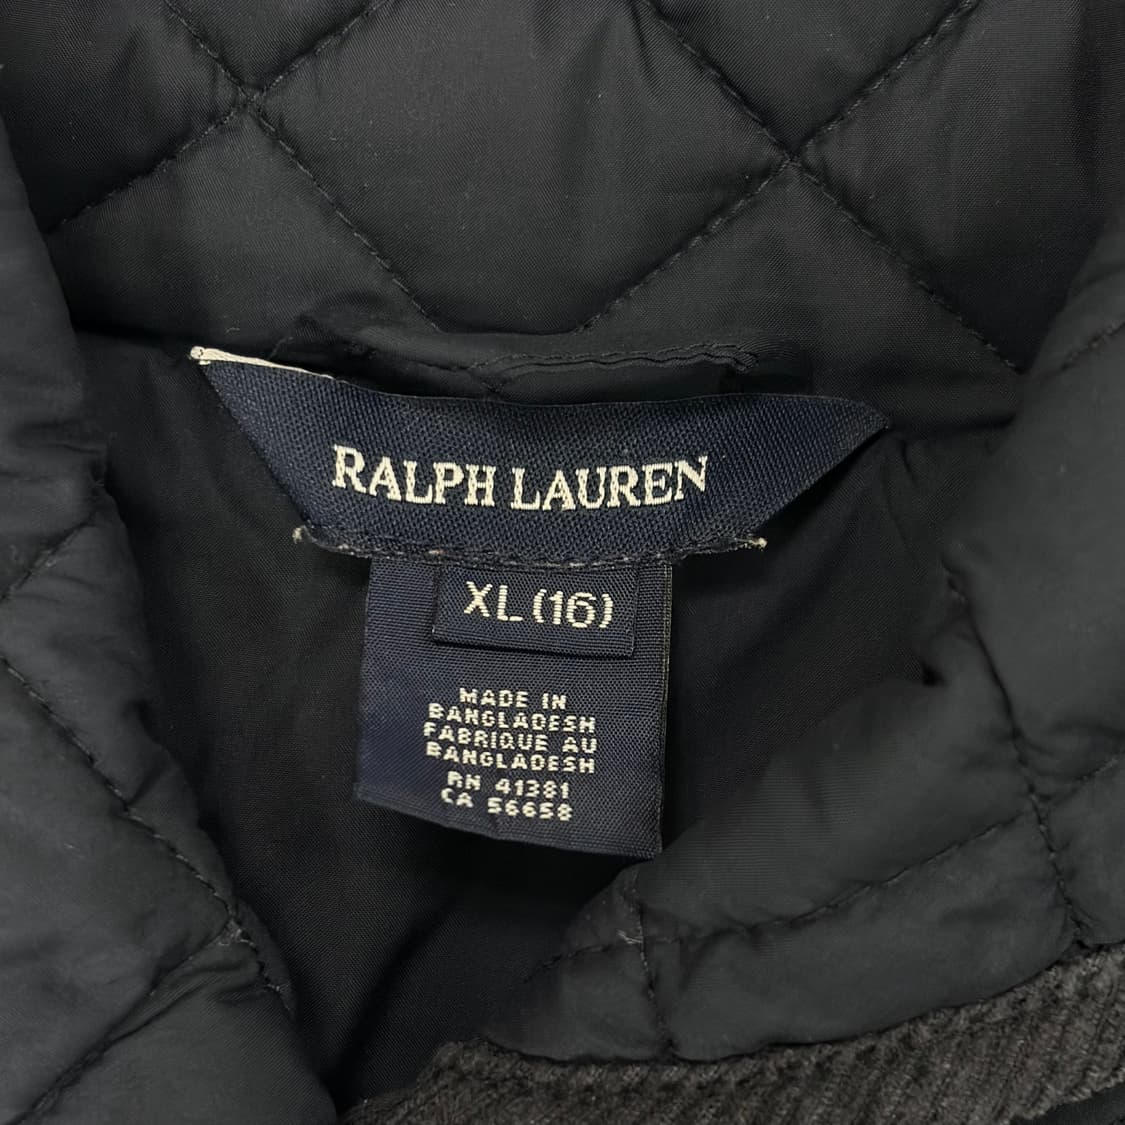 RALPH LAUREN
XL (16)
MADE IN
BANGLADESH
FABRIQUE AU
BANGLADESH
RN 41381
CA 56658